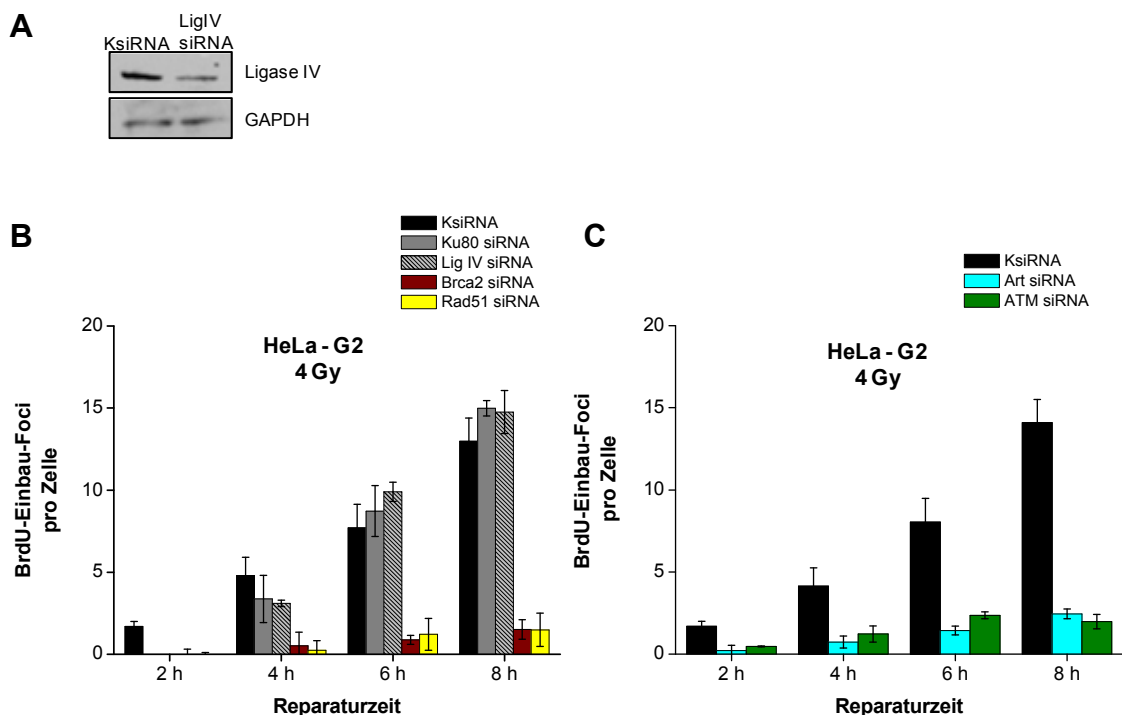 A
LigIV
KsiRNA siRNA
Ligase IV
GAPDH
B
KsiRNA
Ku80 siRNA
Lig IV siRNA
Brca2 siRNA
Rad51 siRNA
HeLa - G2
4 Gy
BrdU-Einbau-Foci
pro Zelle
20
15
10
5
0
2 h 4 h 6 h 8 h
Reparaturzeit
C
KsiRNA
Art siRNA
ATM siRNA
HeLa - G2
4 Gy
BrdU-Einbau-Foci
pro Zelle
20
15
10
5
0
2 h 4 h 6 h 8 h
Reparaturzeit